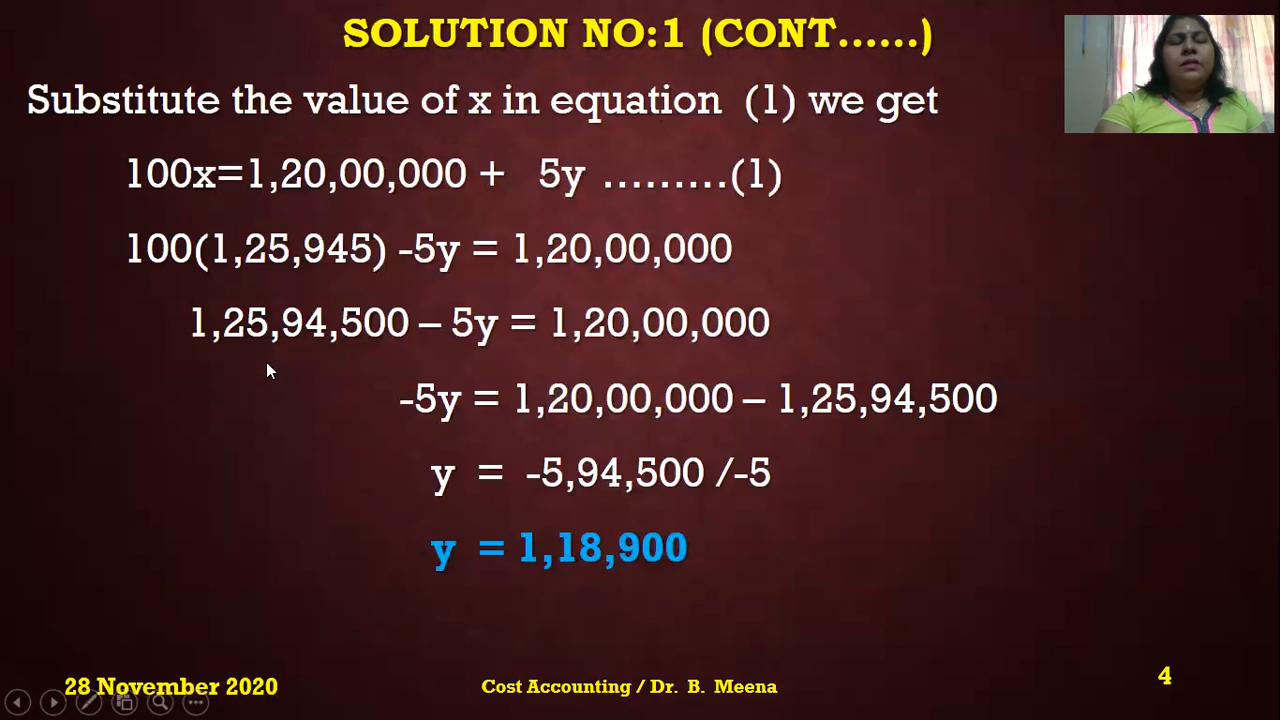 SOLUTION NO:1 (CONT......)
Substitute the value of x in equation (1) we get
100x=1,20,00,000 + 5y .........(1)
100(1,25,945) -5y = 1,20,00,000
1,25,94,500 – 5y = 1,20,00,000
-5y = 1,20,00,000 – 1,25,94,500
y = -5,94,500 /-5
y = 1,18,900
28 November 2020
Cost Accounting / Dr. B. Meena
4